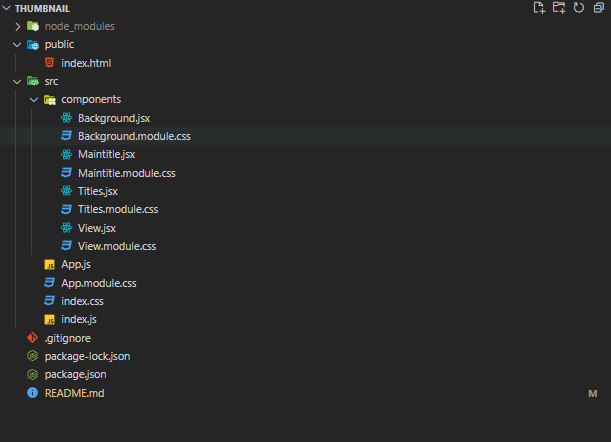 THUMBNAIL
node_modules
public
index.html
src
components
Background.jsx
Background.module.css
Maintitle.jsx
Maintitle.module.css
Titles.jsx
Titles.module.css
View.jsx
View.module.css
App.js
App.module.css
index.css
index.js
.gitignore
package-lock.json
package.json
README.md M